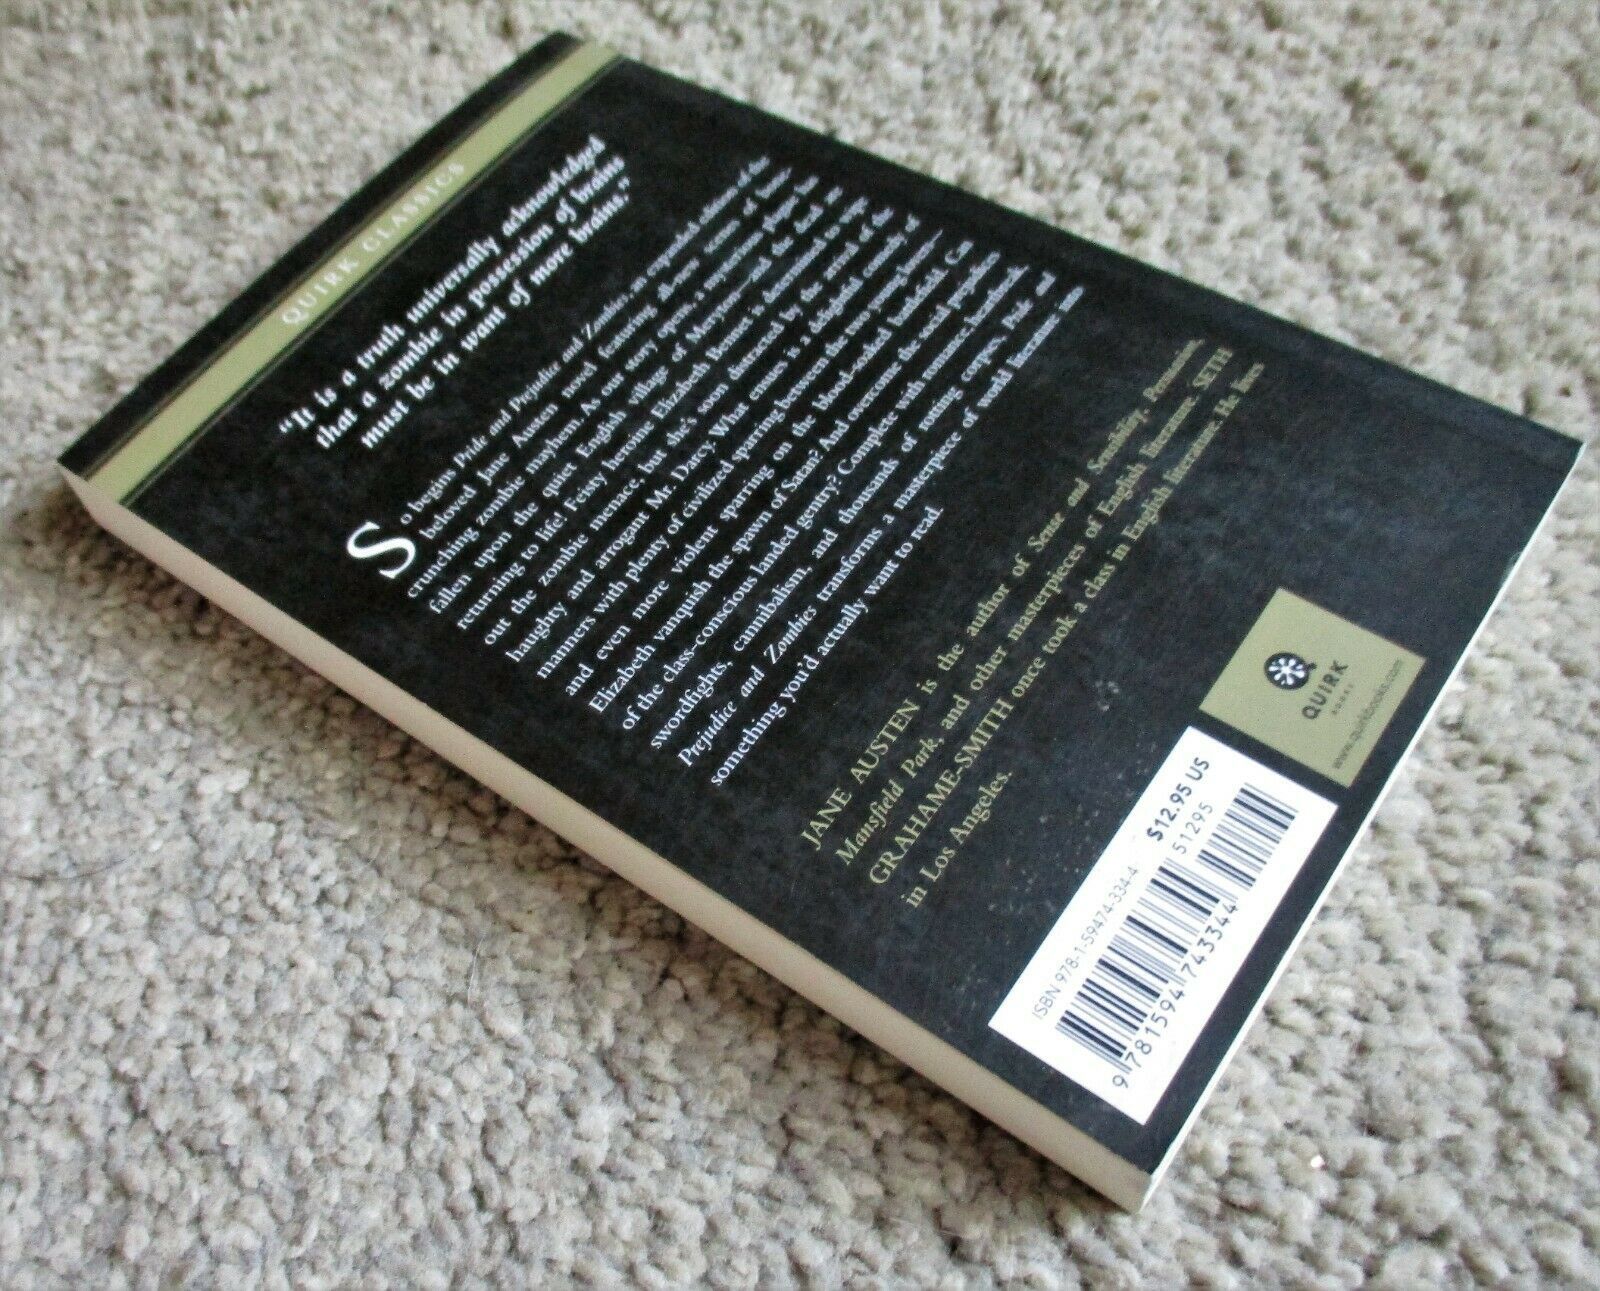 QUIRK CLASSICS
"It is a truth universally acknowledged
that a zombie in possession of brains
must be in want of more brains."
So begins Pride and Prejudice and Zombies, an expanded edition of the
beloved Jane Austen novel featuring all-new scenes of bone-
crunching zombie mayhem. As our story opens, a mysterious plague has
fallen upon the quiet English village of Meryton—and the dead are
returning to life! Feisty heroine Elizabeth Bennet is determined to wipe
out the zombie menace, but she's soon distracted by the arrival of the
haughty and arrogant Mr. Darcy. What ensues is a delightful comedy of
manners with plenty of civilized sparring between the two young lovers—
and even more violent sparring on the blood-soaked battlefield. Can
Elizabeth vanquish the spawn of Satan? And overcome the social prejudices
of the class-conscious landed gentry? Complete with romance, heartbreak,
swordfights, cannibalism, and thousands of rotting corpses, Pride and
Prejudice and Zombies transforms a masterpiece of world literature into
something you'd actually want to read.
JANE AUSTEN is the author of Sense and Sensibility, Persuasion,
Mansfield Park, and other masterpieces of English literature. SETH
GRAHAME-SMITH once took a class in English literature. He lives
in Los Angeles.
QUIRK
BOOKS
www.quirkbooks.com
ISBN 978-1-59474-334-4
$12.95 US
51295
9 781594 743344